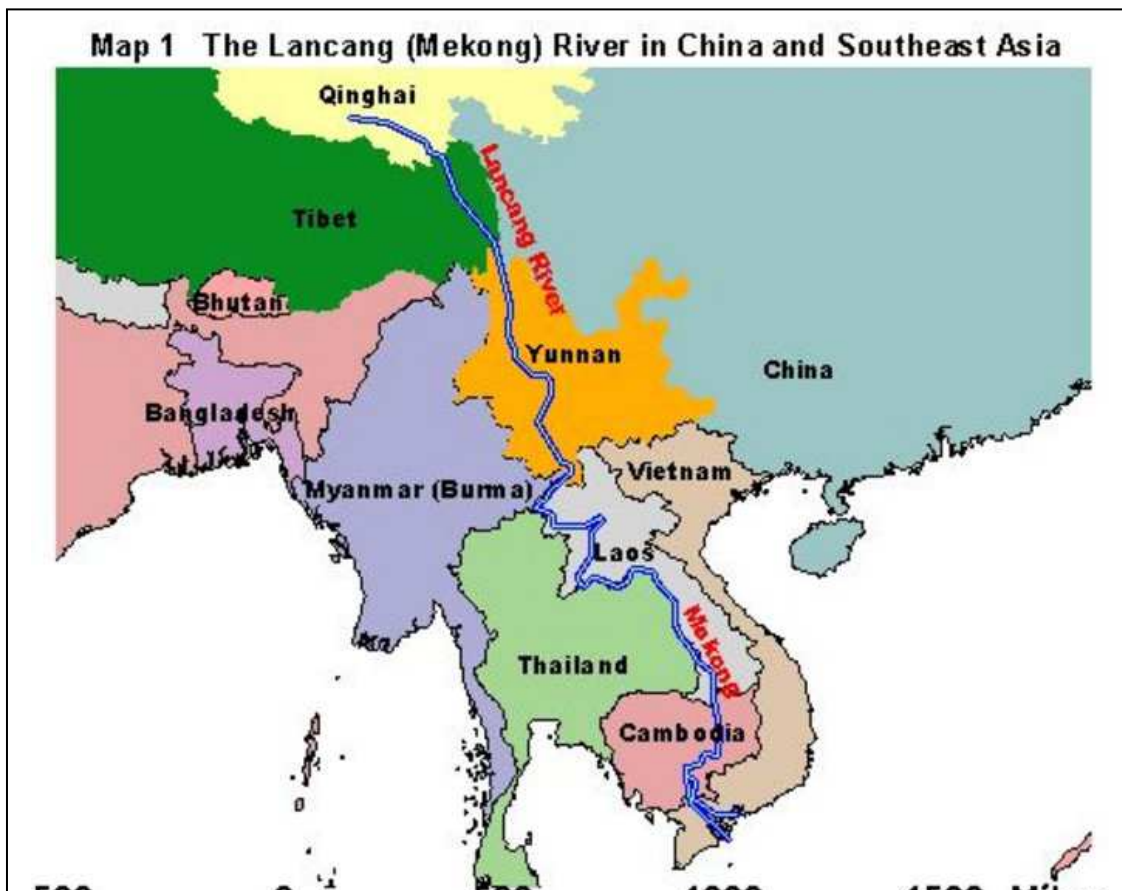 Map 1 The Lancang (Mekong) River in China and Southeast Asia
Qinghai
Lancang River
Tibet
Bhutan
Yunnan
China
Bangladesh
Vietnam
Myanmar (Burma)
Laos
Mekong
Thailand
Cambodia